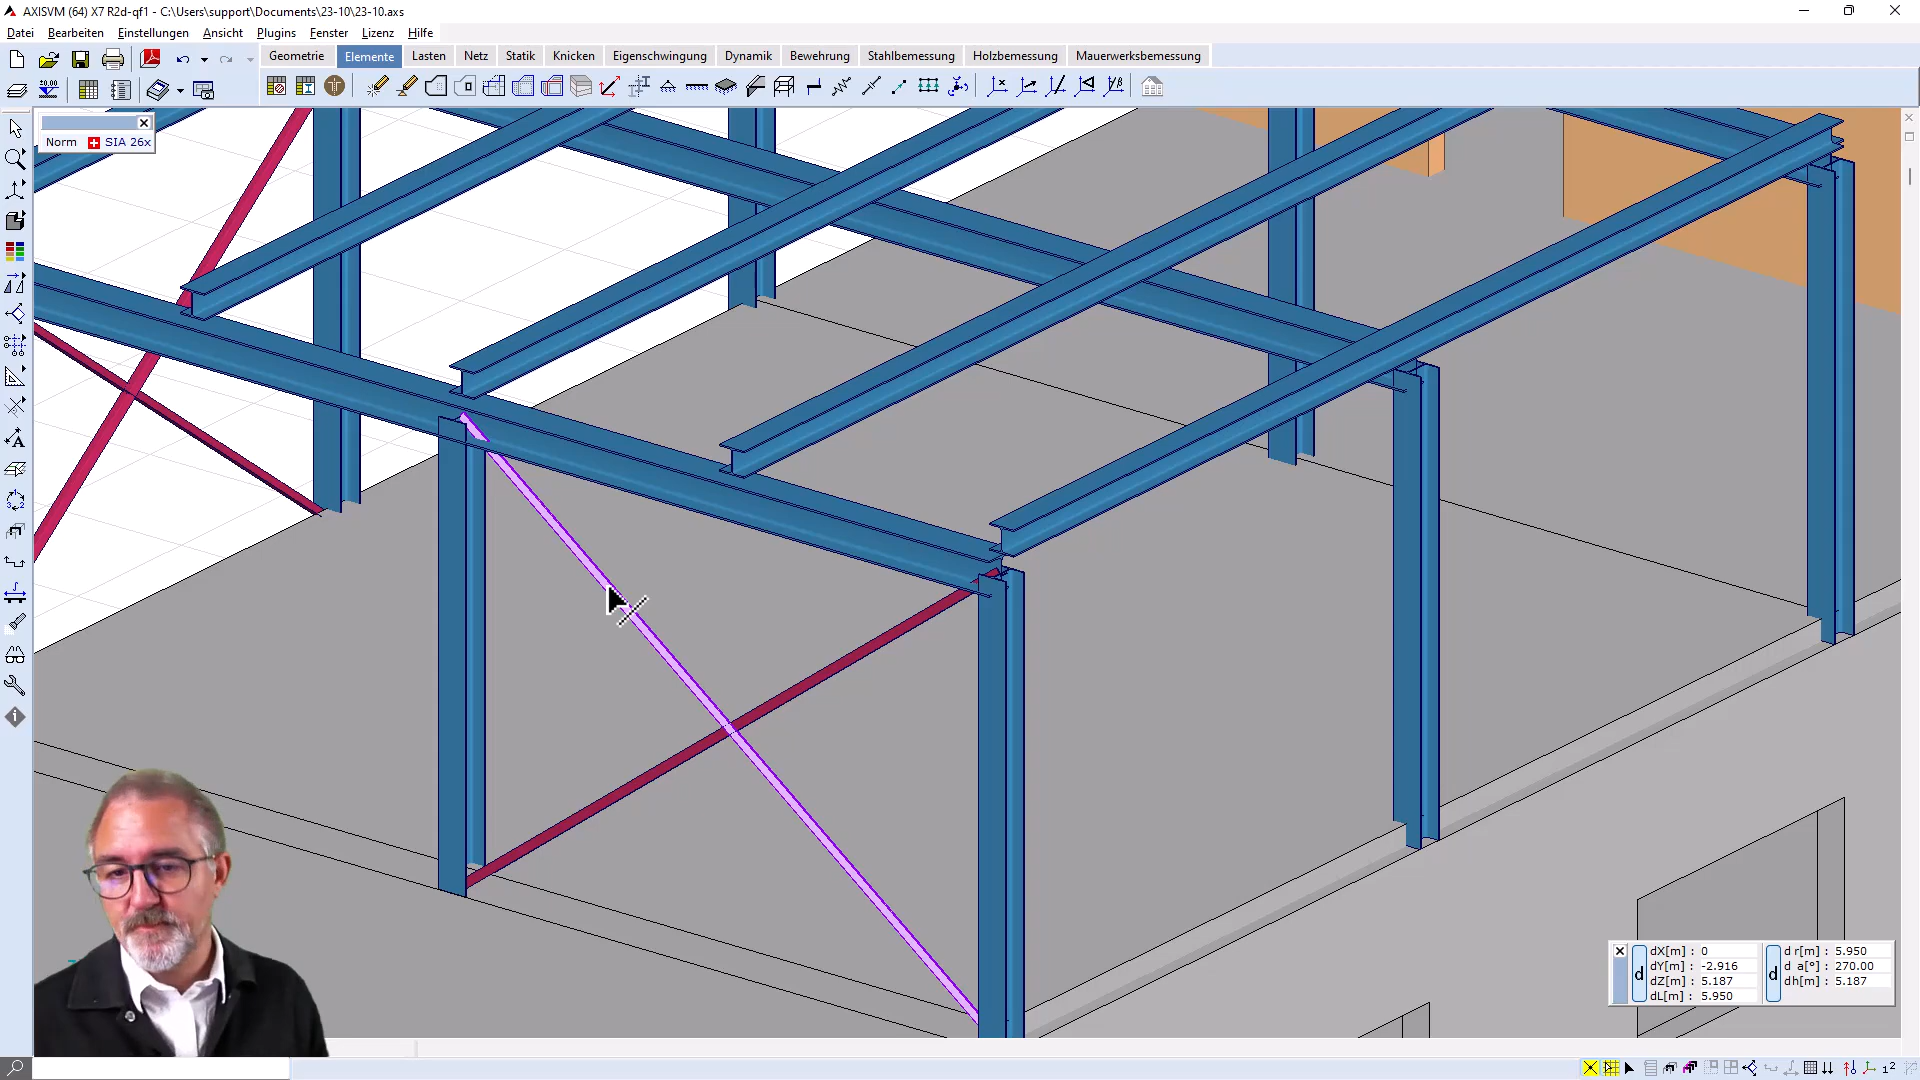 AXISVM (64) X7 R2d-qf1 - C:\Users\support\Documents\23-10\23-10.axs
Datei Bearbeiten Einstellungen Ansicht Plugins Fenster Lizenz Hilfe
Geometrie Elemente Lasten Netz Statik Knicken Eigenschwingung Dynamik Bewehrung Stahlbemessung Holzbemessung Mauerwerksbemessung
Norm SIA 26x
d
dX[m] : 0
dY[m] : -2.916
dZ[m] : 5.187
dL[m] : 5.950
d
d r[m] : 5.950
d a[°] : 270.00
dh[m] : 5.187